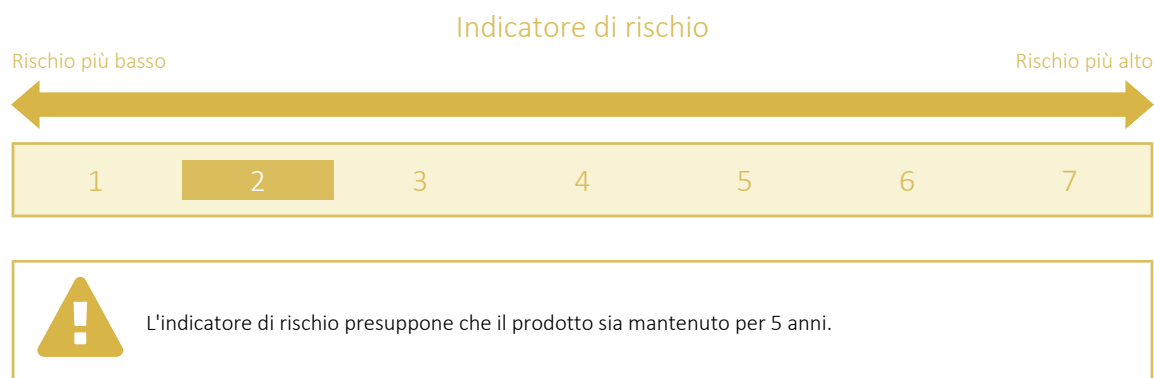 Indicatore di rischio
Rischio più basso
Rischio più alto
1 2 3 4 5 6 7
L'indicatore di rischio presuppone che il prodotto sia mantenuto per 5 anni.